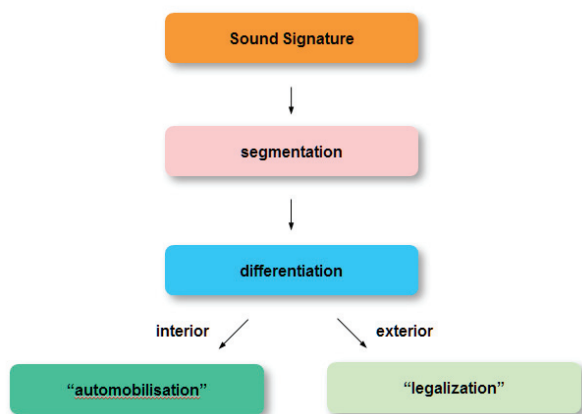 Sound Signature
segmentation
differentiation
interior
exterior
“automobilisation”
“legalization”